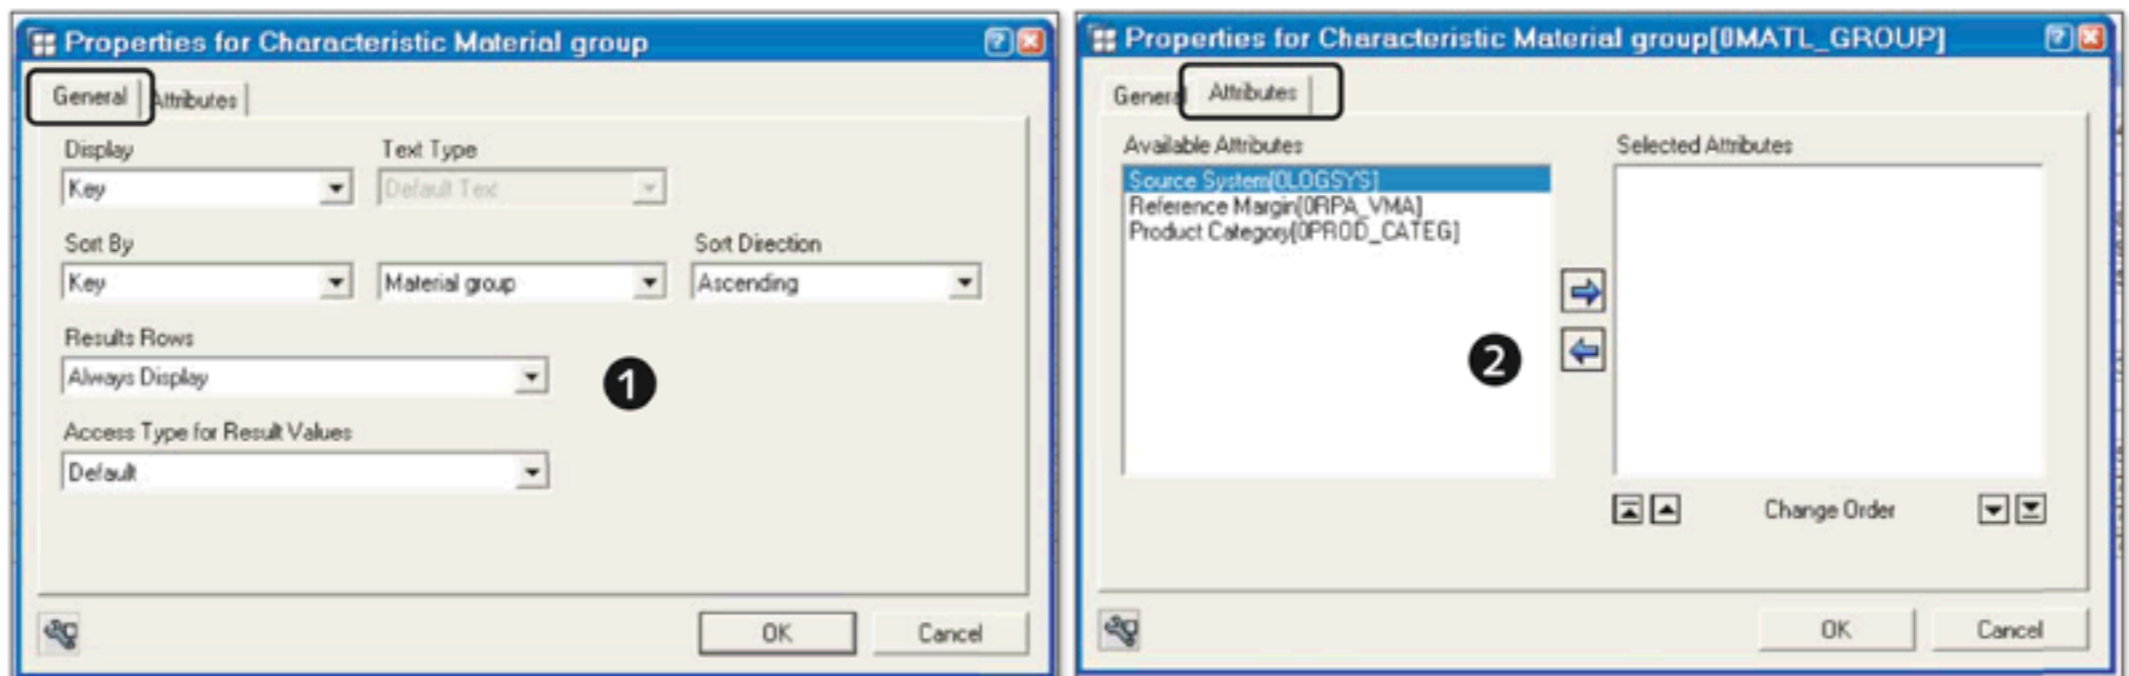 Properties for Characteristic Material group
General Attributes
Display Text Type
Key Default Text
Sort By Sort Direction
Key Material group Ascending
Results Rows
Always Display
1
Access Type for Result Values
Default
OK Cancel
Properties for Characteristic Material group[0MATL_GROUP]
General Attributes
Available Attributes Selected Attributes
Source System[0LOGSYS]
Reference Margin[0RPA_VMA]
Product Category[0PROD_CATEG]
2
Change Order
OK Cancel